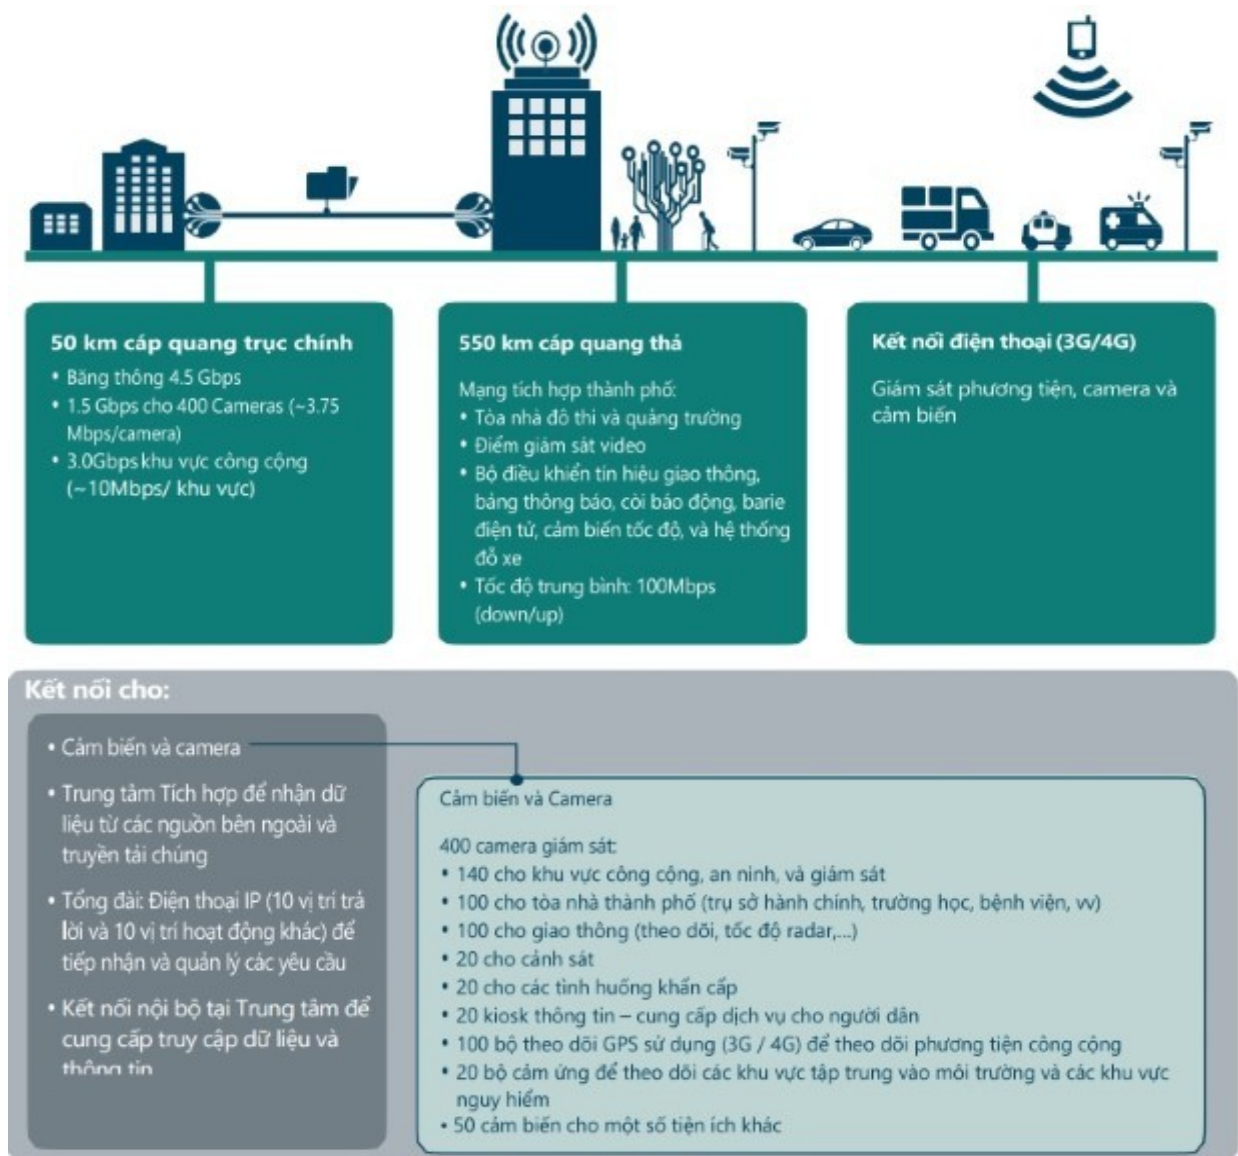 50 km cáp quang trục chính
• Băng thông 4.5 Gbps
• 1.5 Gbps cho 400 Cameras (~3.75
Mbps/camera)
• 3.0Gbps khu vực công cộng
(~10Mbps/ khu vực)
550 km cáp quang thả
Mạng tích hợp thành phố:
• Tòa nhà đô thị và quảng trường
• Điểm giám sát video
• Bộ điều khiển tín hiệu giao thông,
bảng thông báo, còi báo động, barie
điện tử, cảm biến tốc độ, và hệ thống
đỗ xe
• Tốc độ trung bình: 100Mbps
(down/up)
Kết nối điện thoại (3G/4G)
Giám sát phương tiện, camera và
cảm biến
Kết nối cho:
• Cảm biến và camera
• Trung tâm Tích hợp để nhận dữ
liệu từ các nguồn bên ngoài và
truyền tải chúng
• Tổng đài: Điện thoại IP (10 vị trí trả
lời và 10 vị trí hoạt động khác) để
tiếp nhận và quản lý các yêu cầu
• Kết nối nội bộ tại Trung tâm để
cung cấp truy cập dữ liệu và
thông tin
Cảm biến và Camera
400 camera giám sát:
• 140 cho khu vực công cộng, an ninh, và giám sát
• 100 cho tòa nhà thành phố (trụ sở hành chính, trường học, bệnh viện, vv)
• 100 cho giao thông (theo dõi, tốc độ radar,...)
• 20 cho cảnh sát
• 20 cho các tình huống khẩn cấp
• 20 kiosk thông tin – cung cấp dịch vụ cho người dân
• 100 bộ theo dõi GPS sử dụng (3G / 4G) để theo dõi phương tiện công cộng
• 20 bộ cảm ứng để theo dõi các khu vực tập trung vào môi trường và các khu vực
nguy hiểm
• 50 cảm biến cho một số tiện ích khác